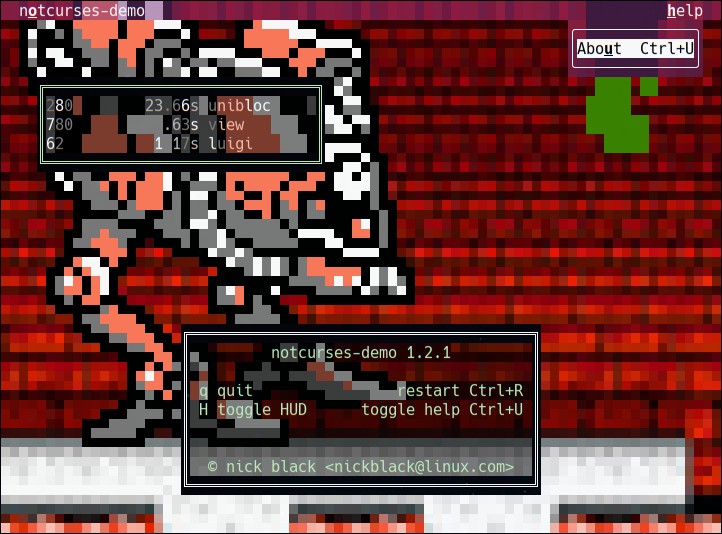 notcurses-demo help
About Ctrl+U
280 23.66s unibloc
780 .63s view
62 1 17s luigi
notcurses-demo 1.2.1
q quit restart Ctrl+R
H toggle HUD toggle help Ctrl+U
© nick black <nickblack@linux.com>